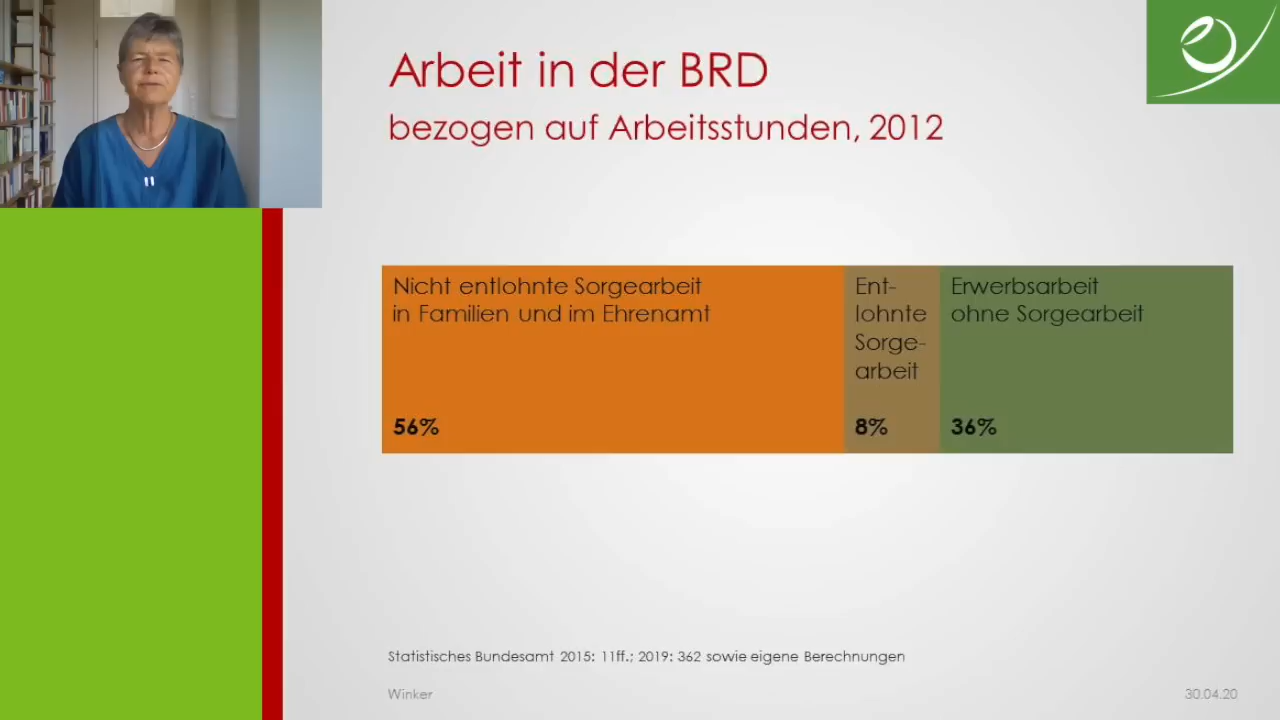 Arbeit in der BRD
bezogen auf Arbeitsstunden, 2012
Nicht entlohnte Sorgearbeit
in Familien und im Ehrenamt
56%
Ent-
lohnte
Sorge-
arbeit
8%
Erwerbsarbeit
ohne Sorgearbeit
36%
Statistisches Bundesamt 2015: 11ff.; 2019: 362 sowie eigene Berechnungen
Winker
30.04.20